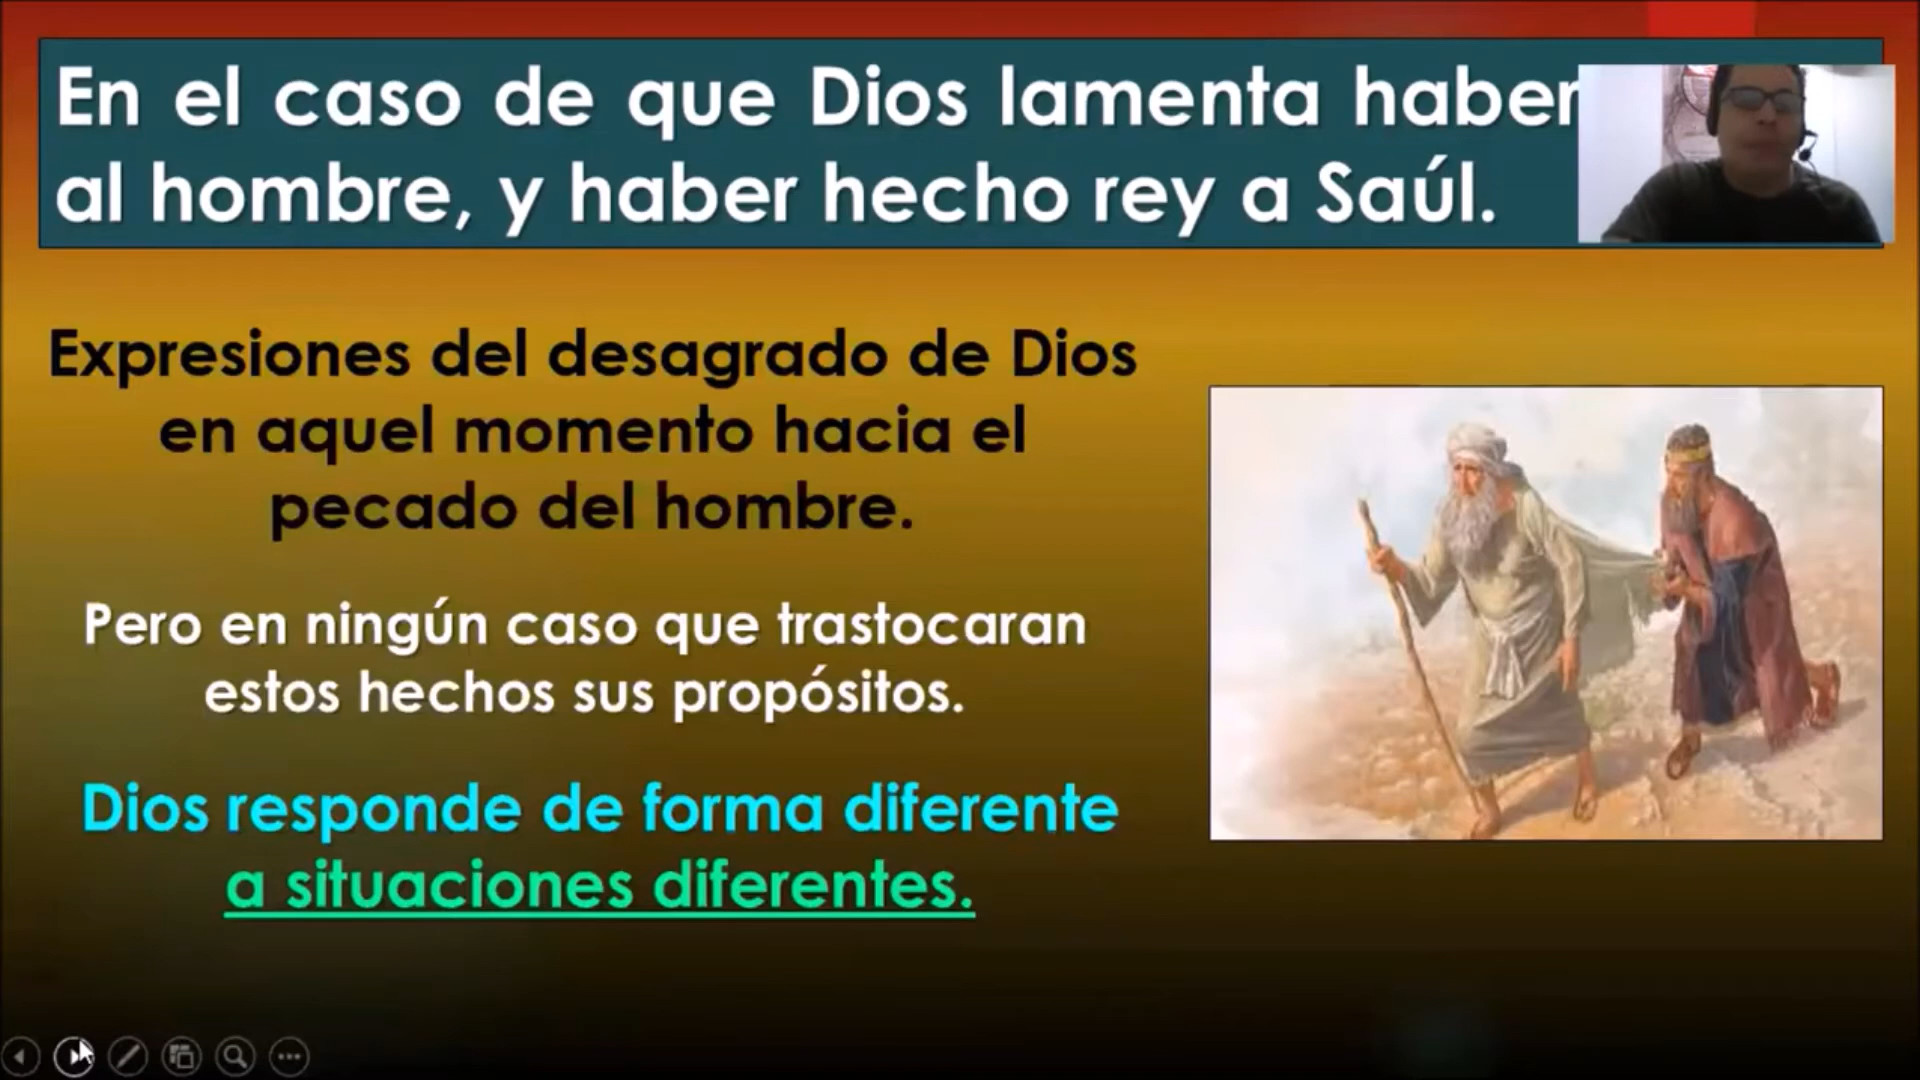 En el caso de que Dios lamenta haber
al hombre, y haber hecho rey a Saúl.
Expresiones del desagrado de Dios
en aquel momento hacia el
pecado del hombre.
Pero en ningún caso que trastocaran
estos hechos sus propósitos.
Dios responde de forma diferente
a situaciones diferentes.